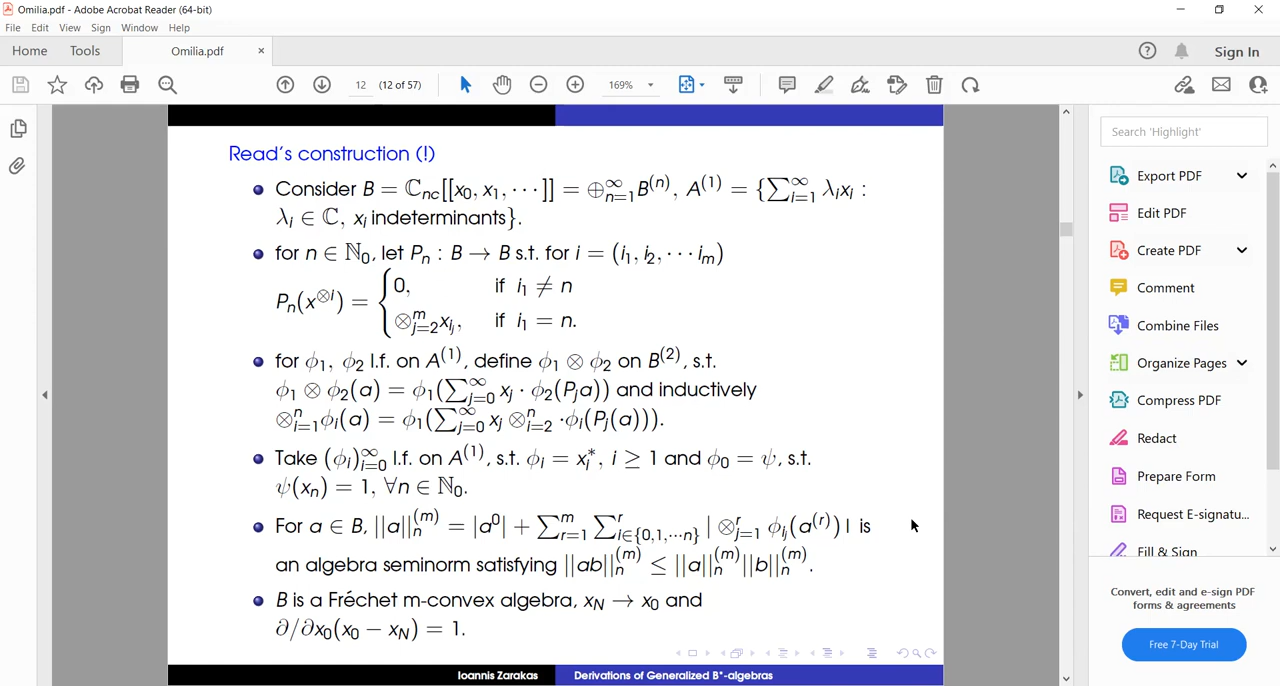 Omilia.pdf - Adobe Acrobat Reader (64-bit)
File Edit View Sign Window Help
Home Tools Omilia.pdf × Sign In
12 (12 of 57) 169%
Read's construction (!)
Consider B = ℂ_{nc}[[x_0, x_1, ⋯]] = ⊕_{n=1}^∞ B^{(n)}, A^{(1)} = {∑_{i=1}^∞ λ_i x_i :
λ_i ∈ ℂ, x_i indeterminants}.
for n ∈ ℕ_0, let P_n : B → B s.t. for i = (i_1, i_2, ⋯ i_m)
P_n(x^{⊗i}) = { 0, if i_1 ≠ n
⊗_{j=2}^m x_{i_j}, if i_1 = n.
for ϕ_1, ϕ_2 l.f. on A^{(1)}, define ϕ_1 ⊗ ϕ_2 on B^{(2)}, s.t.
ϕ_1 ⊗ ϕ_2(a) = ϕ_1(∑_{j=0}^∞ x_j · ϕ_2(P_j a)) and inductively
⊗_{i=1}^n ϕ_i(a) = ϕ_1(∑_{j=0}^∞ x_j ⊗_{i=2}^n ·ϕ_i(P_j(a))).
Take (ϕ_i)_{i=0}^∞ l.f. on A^{(1)}, s.t. ϕ_i = x_i^*, i ≥ 1 and ϕ_0 = ψ, s.t.
ψ(x_n) = 1, ∀n ∈ ℕ_0.
For a ∈ B, ||a||_n^{(m)} = |a^0| + ∑_{r=1}^m ∑_{i∈{0,1,⋯n}}^r | ⊗_{j=1}^r ϕ_{i_j}(a^{(r)}) | is
an algebra seminorm satisfying ||ab||_n^{(m)} ≤ ||a||_n^{(m)} ||b||_n^{(m)}.
B is a Fréchet m-convex algebra, x_N → x_0 and
∂/∂x_0(x_0 − x_N) = 1.
Ioannis Zarakas Derivations of Generalized B*-algebras
Search 'Highlight'
Export PDF
Edit PDF
Create PDF
Comment
Combine Files
Organize Pages
Compress PDF
Redact
Prepare Form
Request E-signatu...
Fill & Sign
Convert, edit and e-sign PDF
forms & agreements
Free 7-Day Trial